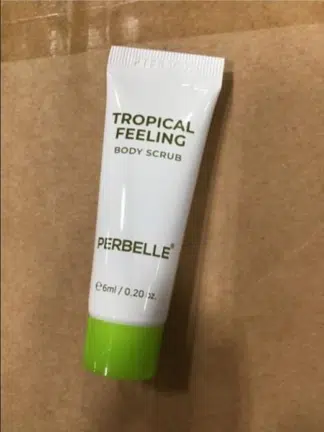 TROPICAL
FEELING
BODY SCRUB
PERBELLE®
℮6ml / 0.20 oz.